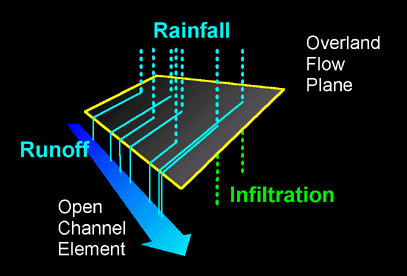 Rainfall
Overland
Flow
Plane
Runoff
Infiltration
Open
Channel
Element